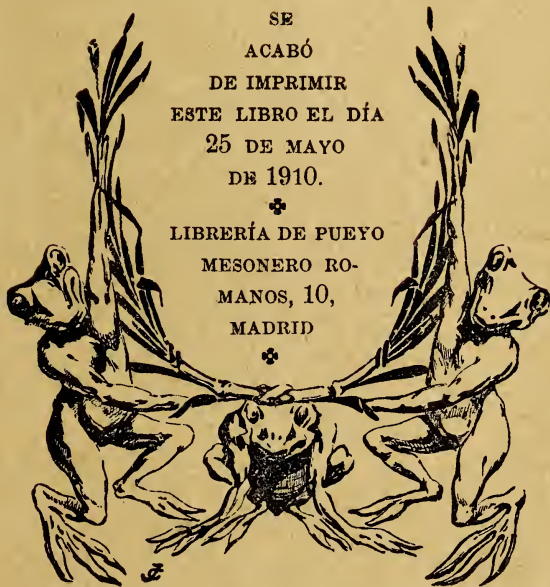 SE
ACABÓ
DE IMPRIMIR
ESTE LIBRO EL DÍA
25 DE MAYO
DE 1910.
LIBRERÍA DE PUEYO
MESONERO RO-
MANOS, 10,
MADRID